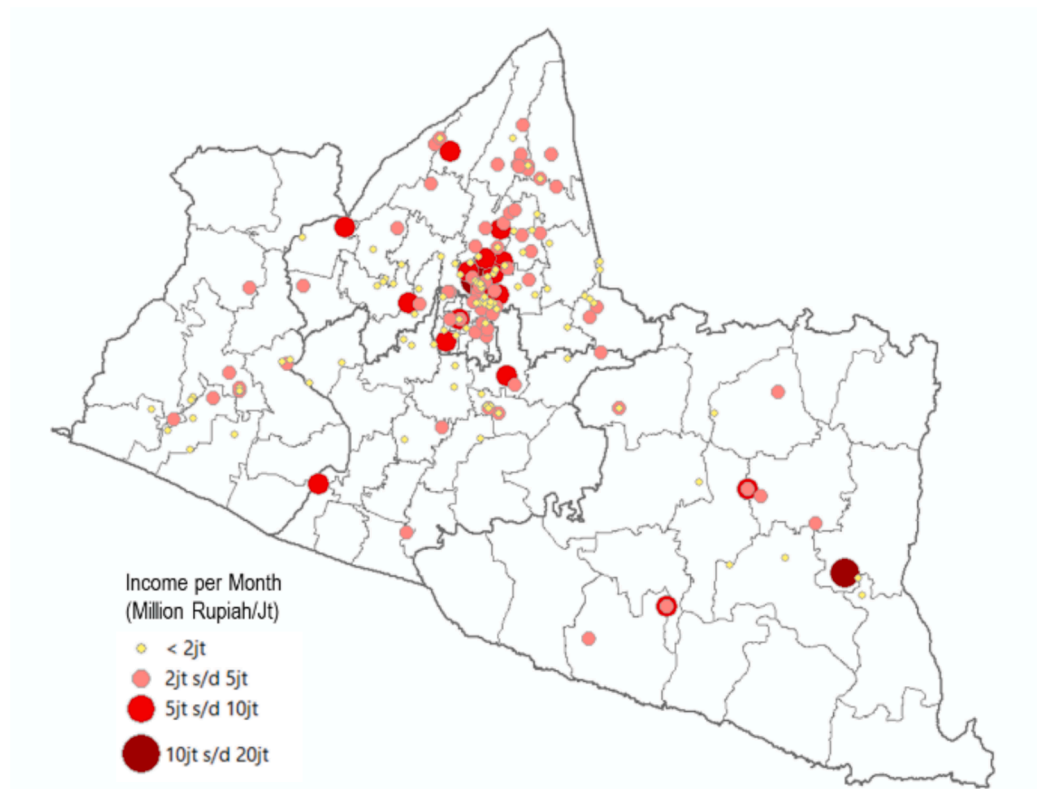 Income per Month
(Million Rupiah/Jt)
< 2jt
2jt s/d 5jt
5jt s/d 10jt
10jt s/d 20jt